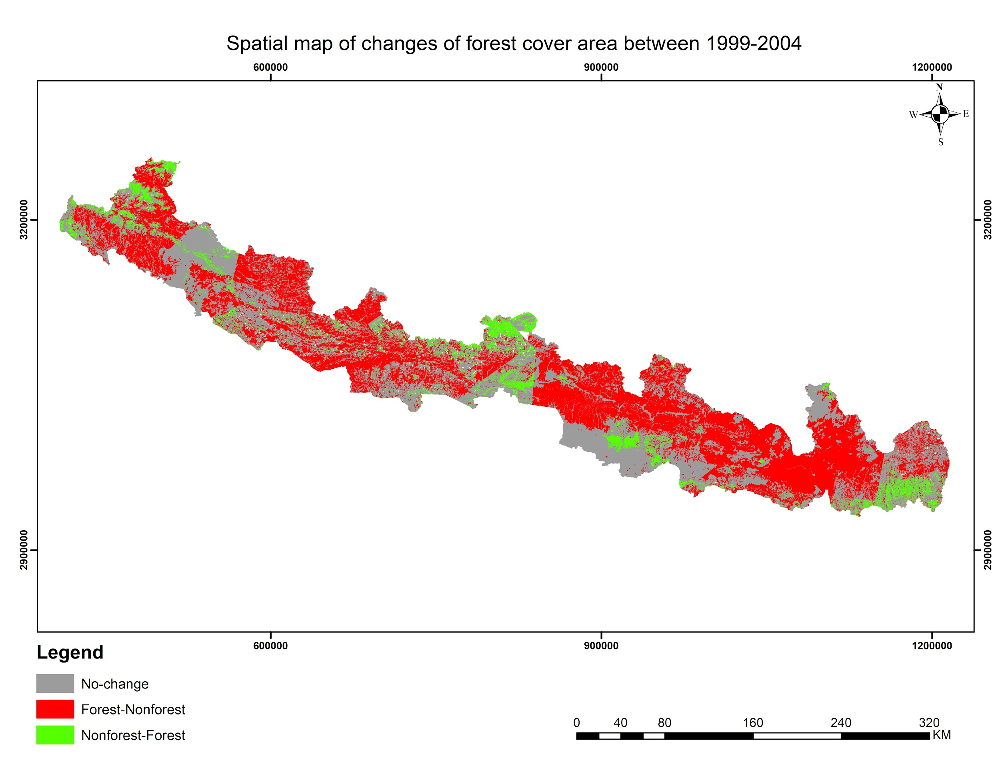 Spatial map of changes of forest cover area between 1999-2004
600000 900000 1200000
N
W E
S
3200000 3200000
2900000 2900000
600000 900000 1200000
Legend
No-change
Forest-Nonforest
Nonforest-Forest
0 40 80 160 240 320
KM